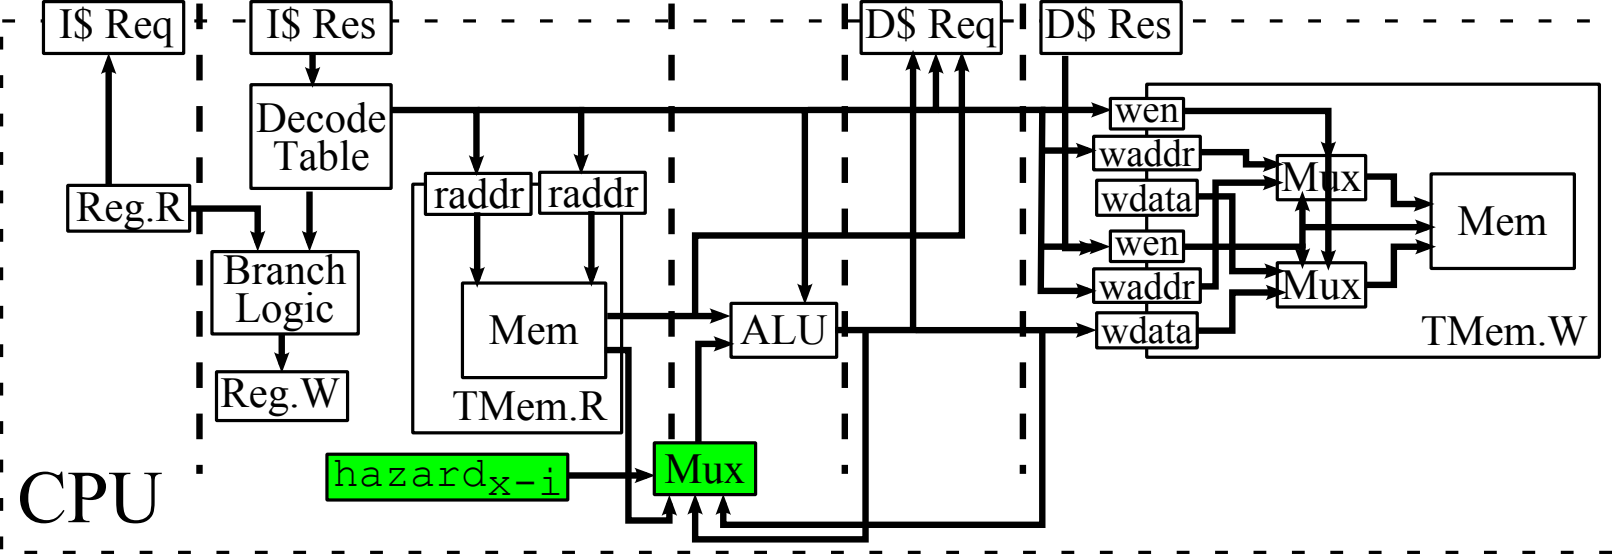 I$ Req
I$ Res
D$ Req
D$ Res
Decode
Table
wen
waddr
wdata
wen
waddr
wdata
Mux
Mux
Mem
TMem.W
raddr
raddr
Reg.R
Branch
Logic
Reg.W
Mem
TMem.R
ALU
hazardx-i
Mux
CPU